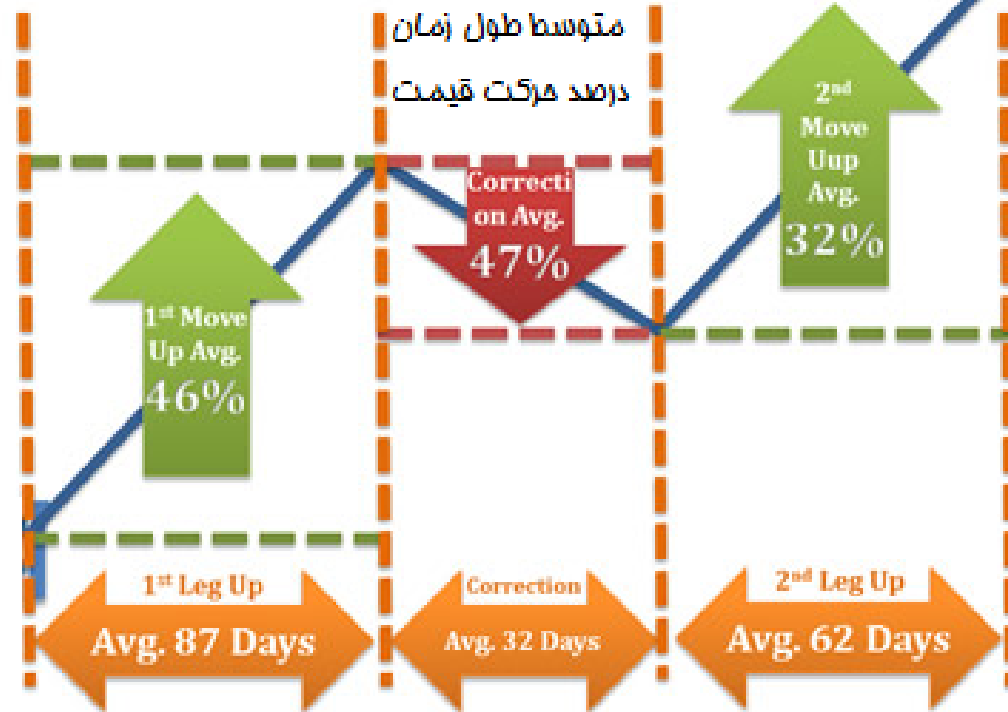 متوسط طول زمان
درصد حرکت قیمت
1st Move
Up Avg.
46%
Correcti
on Avg.
47%
2nd
Move
Uup
Avg.
32%
1st Leg Up
Avg. 87 Days
Correction
Avg. 32 Days
2nd Leg Up
Avg. 62 Days